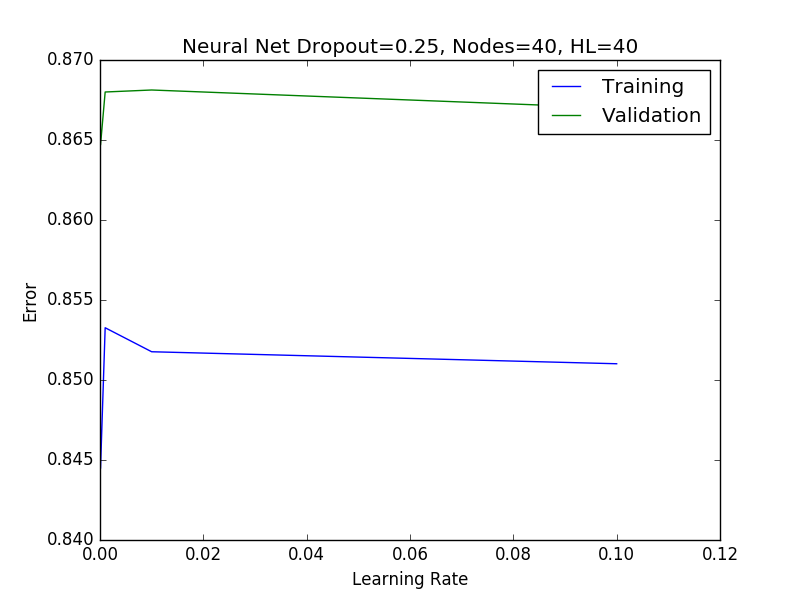 Neural Net Dropout=0.25, Nodes=40, HL=40
Training
Validation
0.870
0.865
0.860
0.855
0.850
0.845
0.840
Error
0.00 0.02 0.04 0.06 0.08 0.10 0.12
Learning Rate